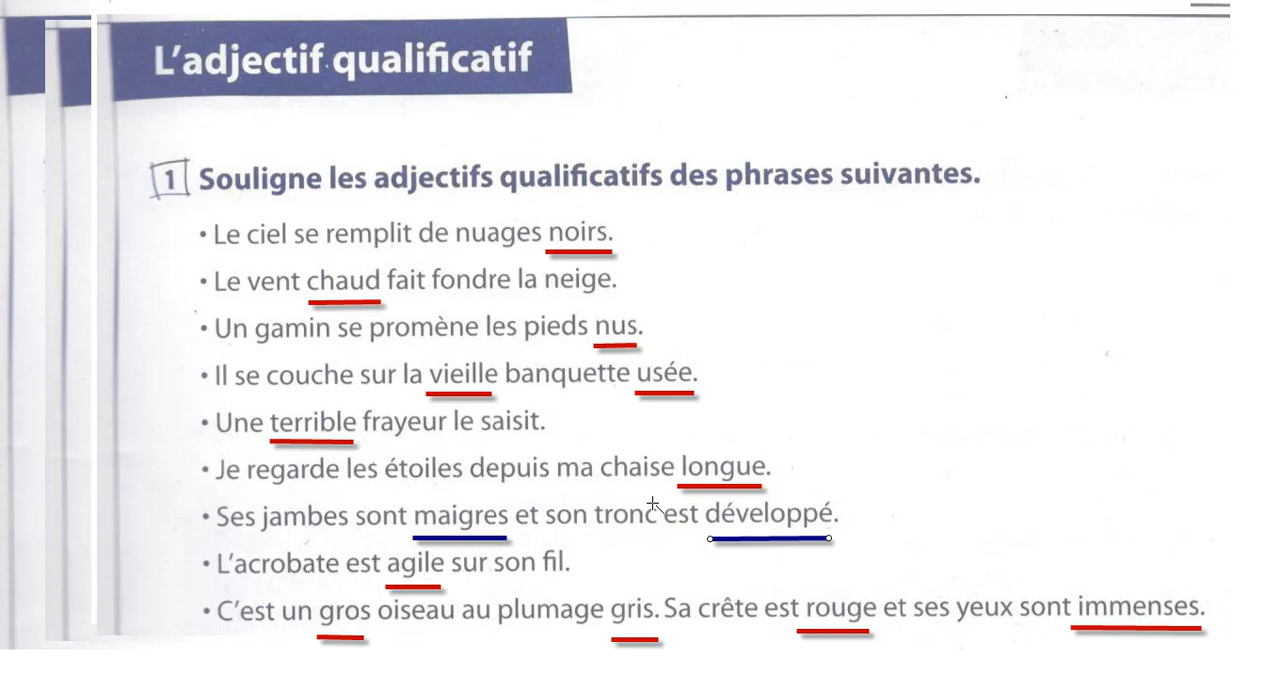 L'adjectif qualificatif
1 Souligne les adjectifs qualificatifs des phrases suivantes.
• Le ciel se remplit de nuages noirs.
• Le vent chaud fait fondre la neige.
• Un gamin se promène les pieds nus.
• Il se couche sur la vieille banquette usée.
• Une terrible frayeur le saisit.
• Je regarde les étoiles depuis ma chaise longue.
• Ses jambes sont maigres et son tronc est développé.
• L'acrobate est agile sur son fil.
• C'est un gros oiseau au plumage gris. Sa crête est rouge et ses yeux sont immenses.